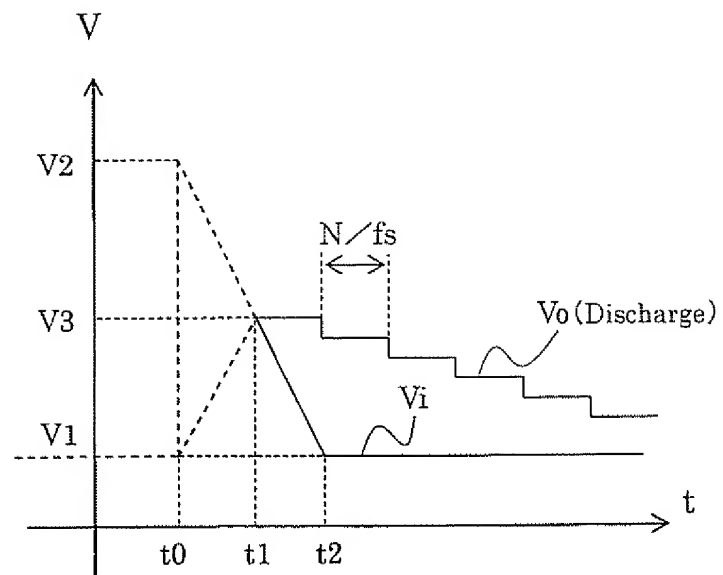 V
V2
N/fs
V3
Vo(Discharge)
Vi
V1
t
t0
t1
t2